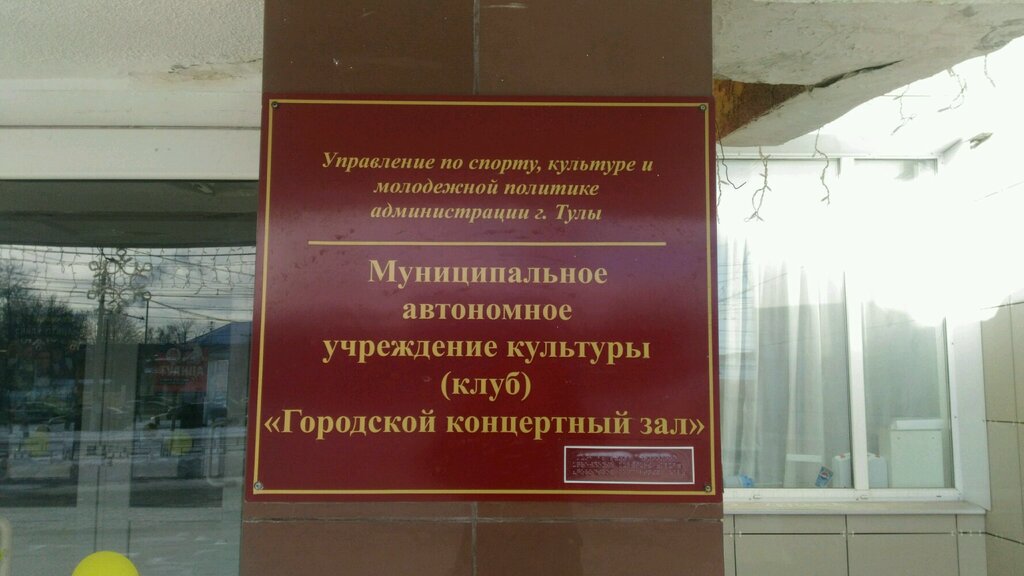 Управление по спорту, культуре и
молодежной политике
администрации г. Тулы
Муниципальное
автономное
учреждение культуры
(клуб)
«Городской концертный зал»